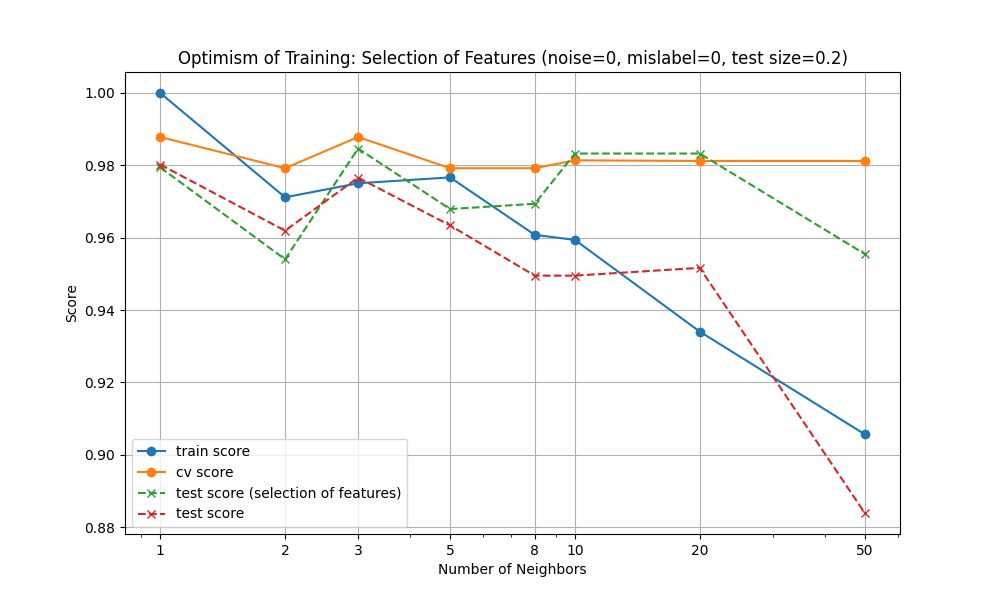 Optimism of Training: Selection of Features (noise=0, mislabel=0, test size=0.2)
1.00
0.98
0.96
0.94
0.92
0.90
0.88
Score
train score
cv score
test score (selection of features)
test score
1 2 3 5 8 10 20 50
Number of Neighbors